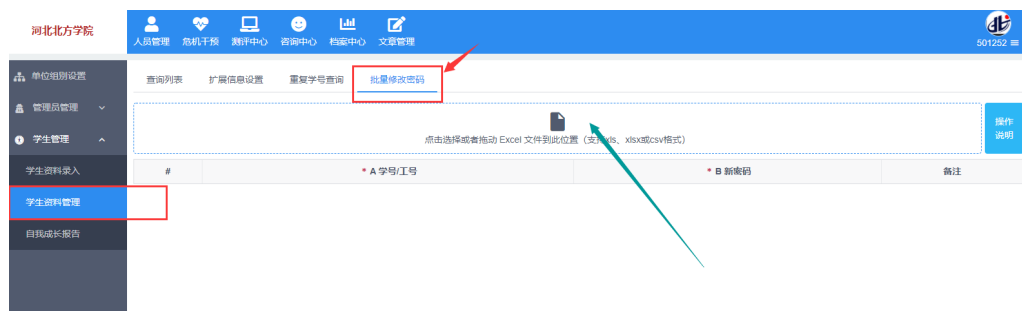 河北北方学院
人员管理 危机干预 测评中心 咨询中心 档案中心 文章管理
501252
单位组别设置
管理员管理
学生管理
学生资料录入
学生资料管理
自我成长报告
查询列表 扩展信息设置 重复学号查询 批量修改密码
点击选择或者拖动 Excel 文件到此位置（支持xls、xlsx或csv格式）
操作
说明
# * A 学号/工号 * B 新密码 备注